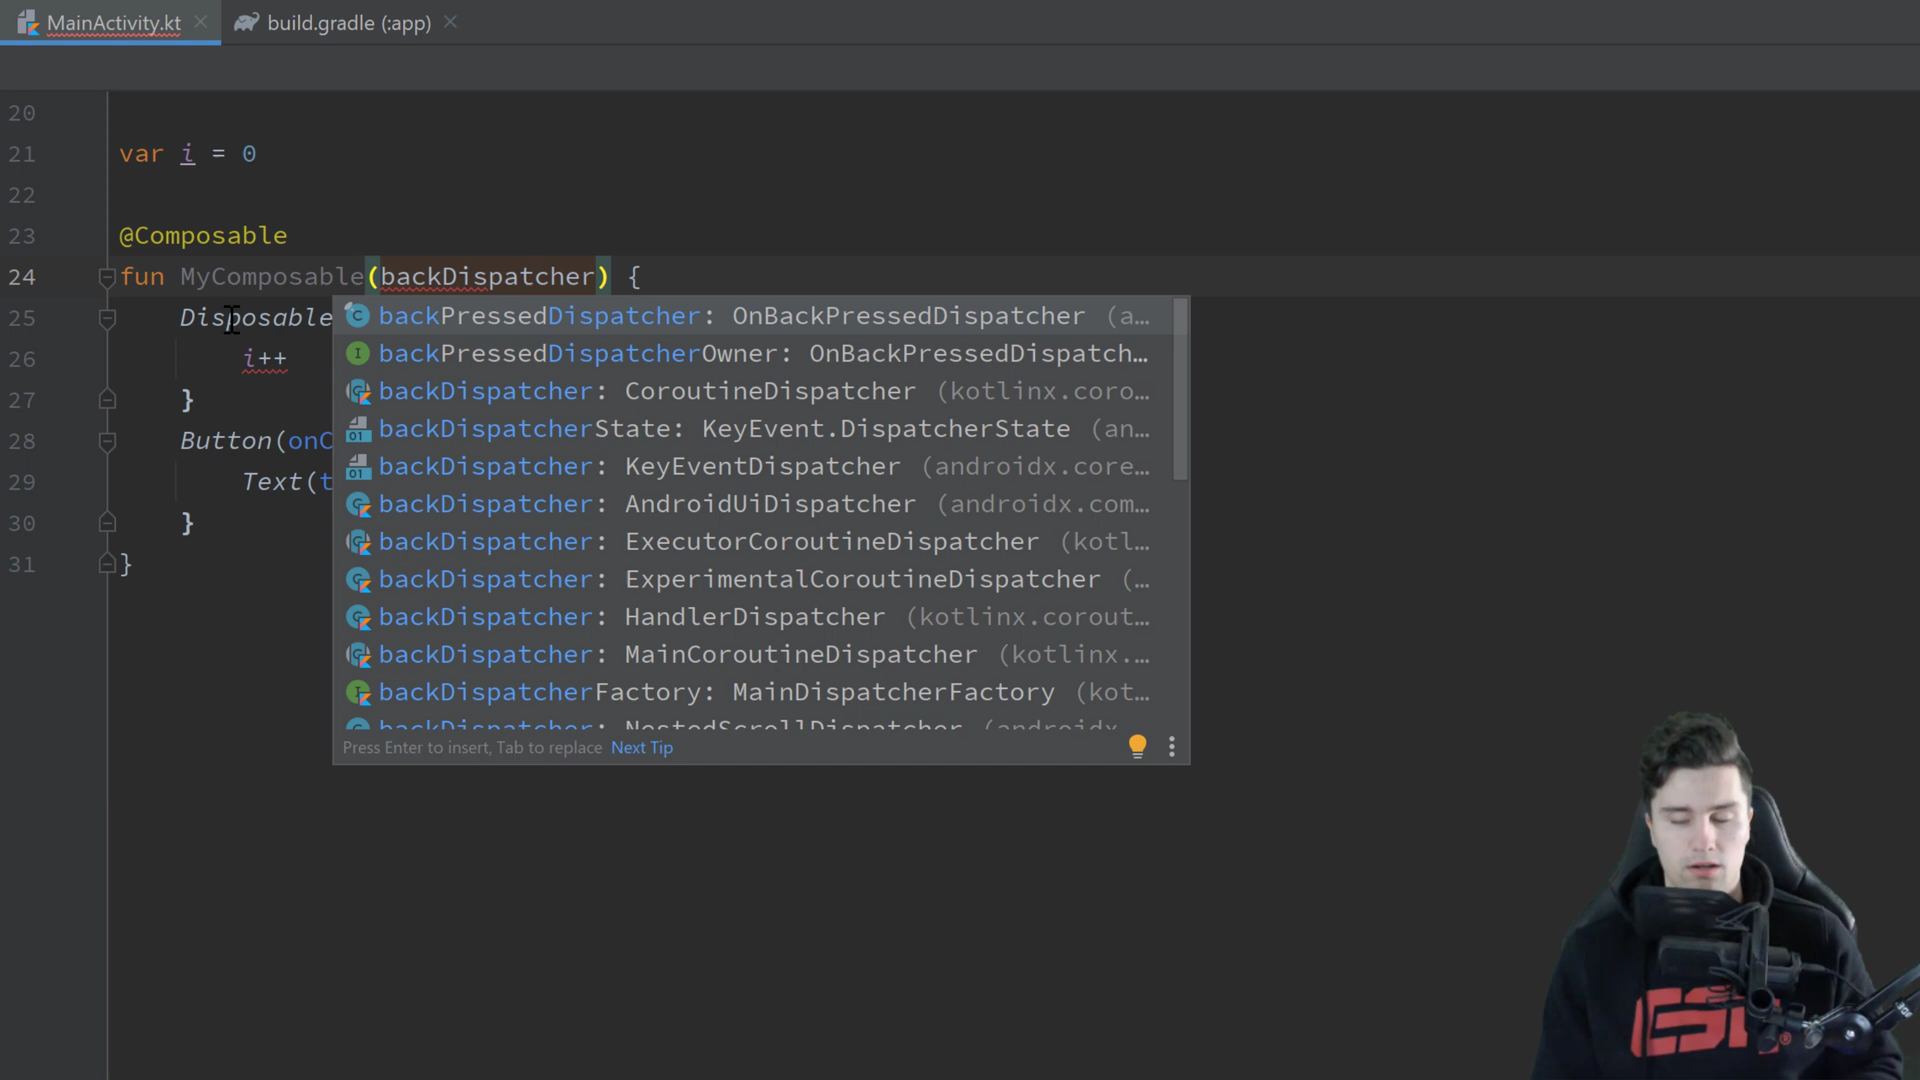 MainActivity.kt
build.gradle (:app)
20
21 var i = 0
22
23 @Composable
24 fun MyComposable(backDispatcher) {
25 Disposable
26 i++
27 }
28 Button(onC
29 Text(t
30 }
31 }
backPressedDispatcher: OnBackPressedDispatcher (a…
backPressedDispatcherOwner: OnBackPressedDispatch…
backDispatcher: CoroutineDispatcher (kotlinx.coro…
backDispatcherState: KeyEvent.DispatcherState (an…
backDispatcher: KeyEventDispatcher (androidx.core…
backDispatcher: AndroidUiDispatcher (androidx.com…
backDispatcher: ExecutorCoroutineDispatcher (kotl…
backDispatcher: ExperimentalCoroutineDispatcher (…
backDispatcher: HandlerDispatcher (kotlinx.corout…
backDispatcher: MainCoroutineDispatcher (kotlinx.…
backDispatcherFactory: MainDispatcherFactory (kot…
backDispatcher: NestedScrollDispatcher (androidx.
Press Enter to insert, Tab to replace Next Tip